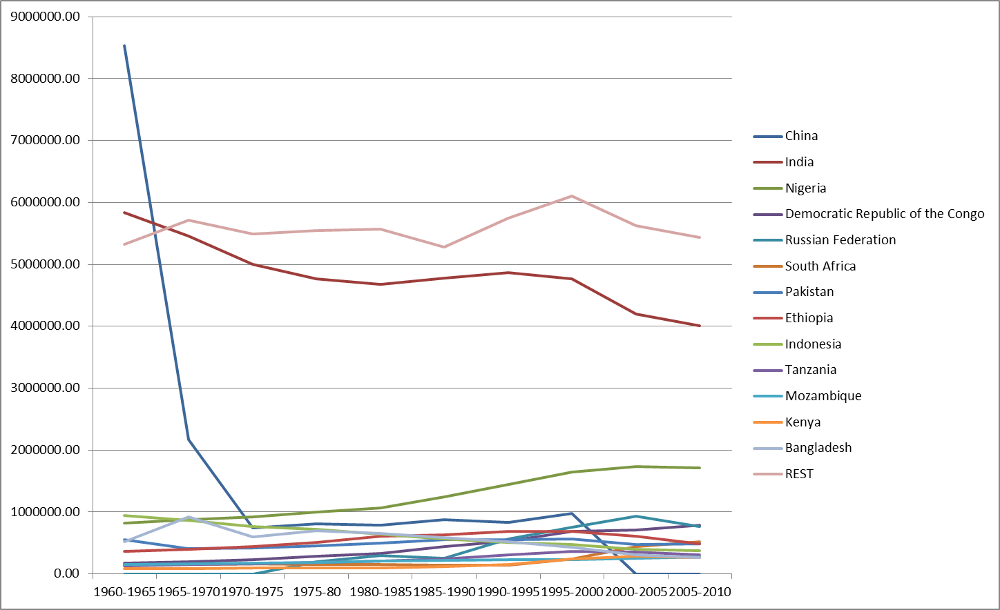 9000000.00
8000000.00
7000000.00
6000000.00
5000000.00
4000000.00
3000000.00
2000000.00
1000000.00
0.00
1960-1965 1965-1970 1970-1975 1975-80 1980-1985 1985-1990 1990-1995 1995-2000 2000-2005 2005-2010
China
India
Nigeria
Democratic Republic of the Congo
Russian Federation
South Africa
Pakistan
Ethiopia
Indonesia
Tanzania
Mozambique
Kenya
Bangladesh
REST